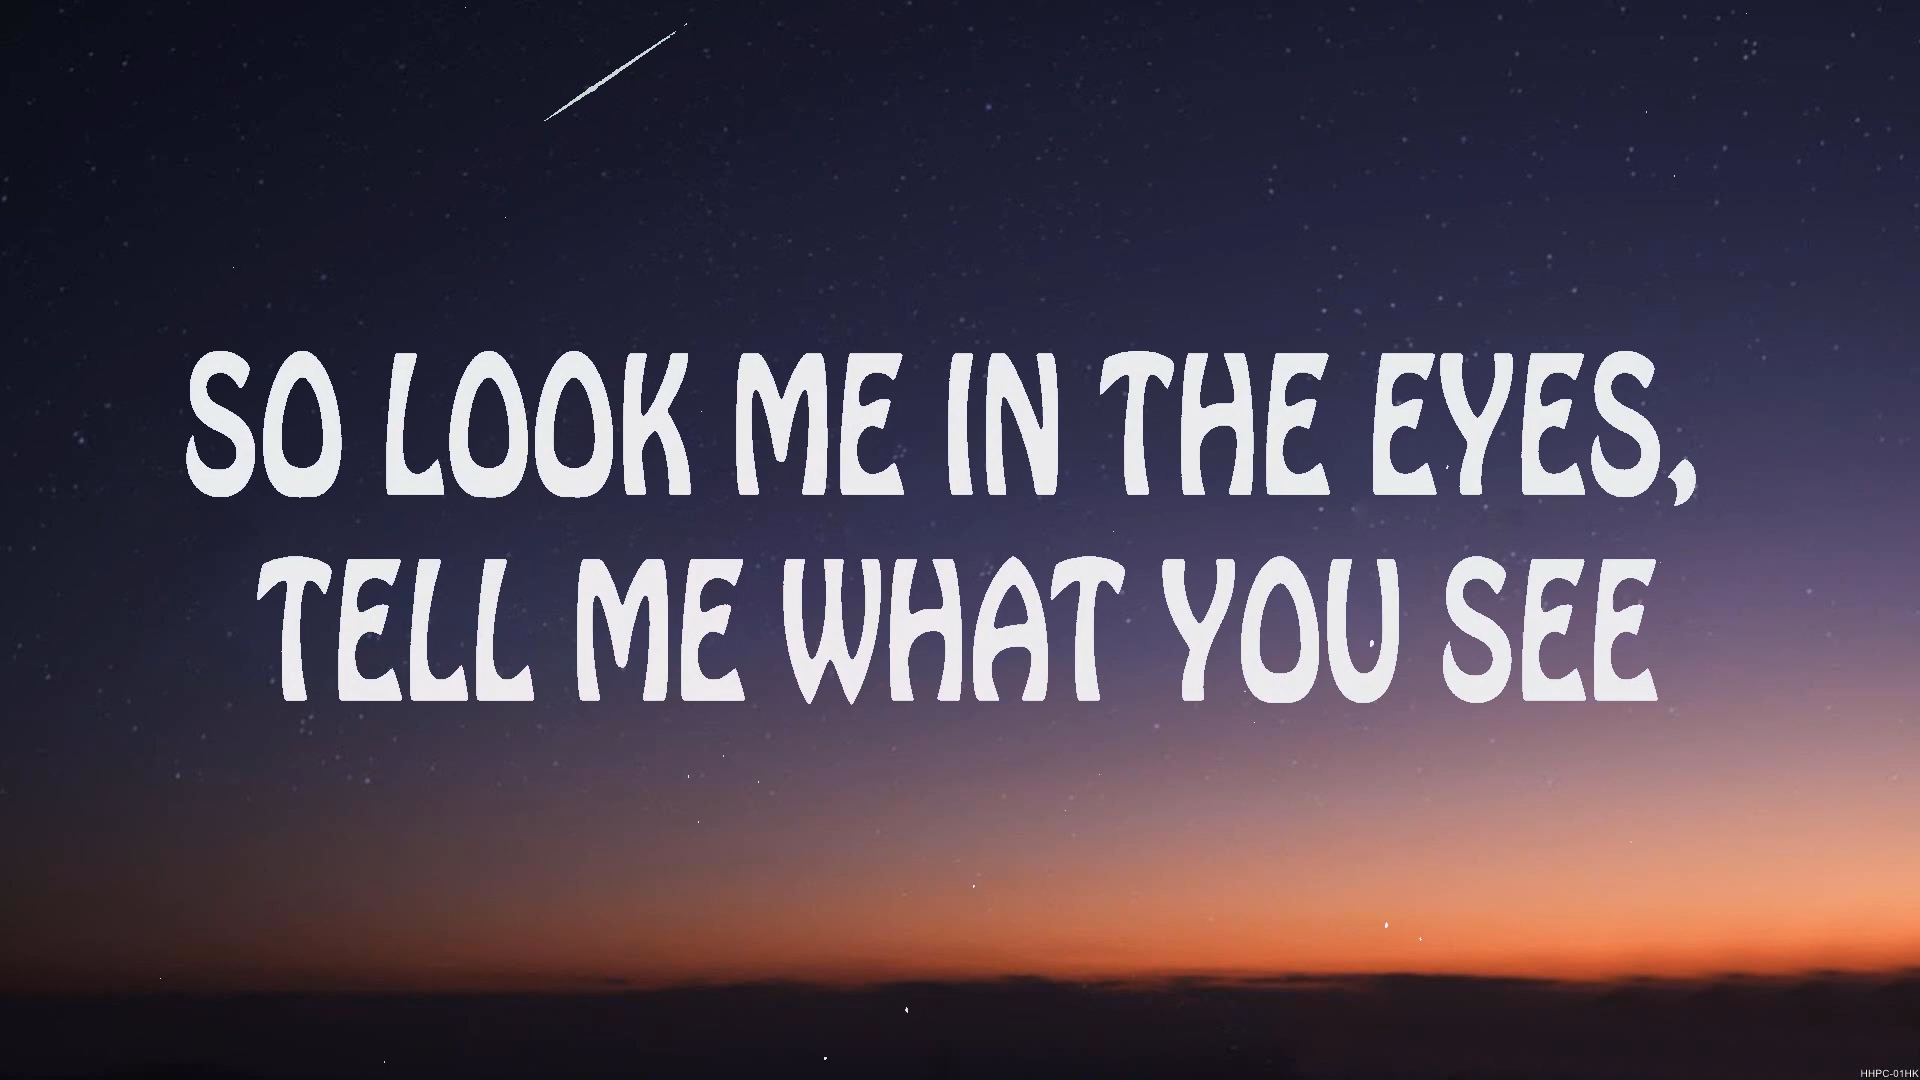 SO LOOK ME IN THE EYES,
TELL ME WHAT YOU SEE
HHPC-01HK